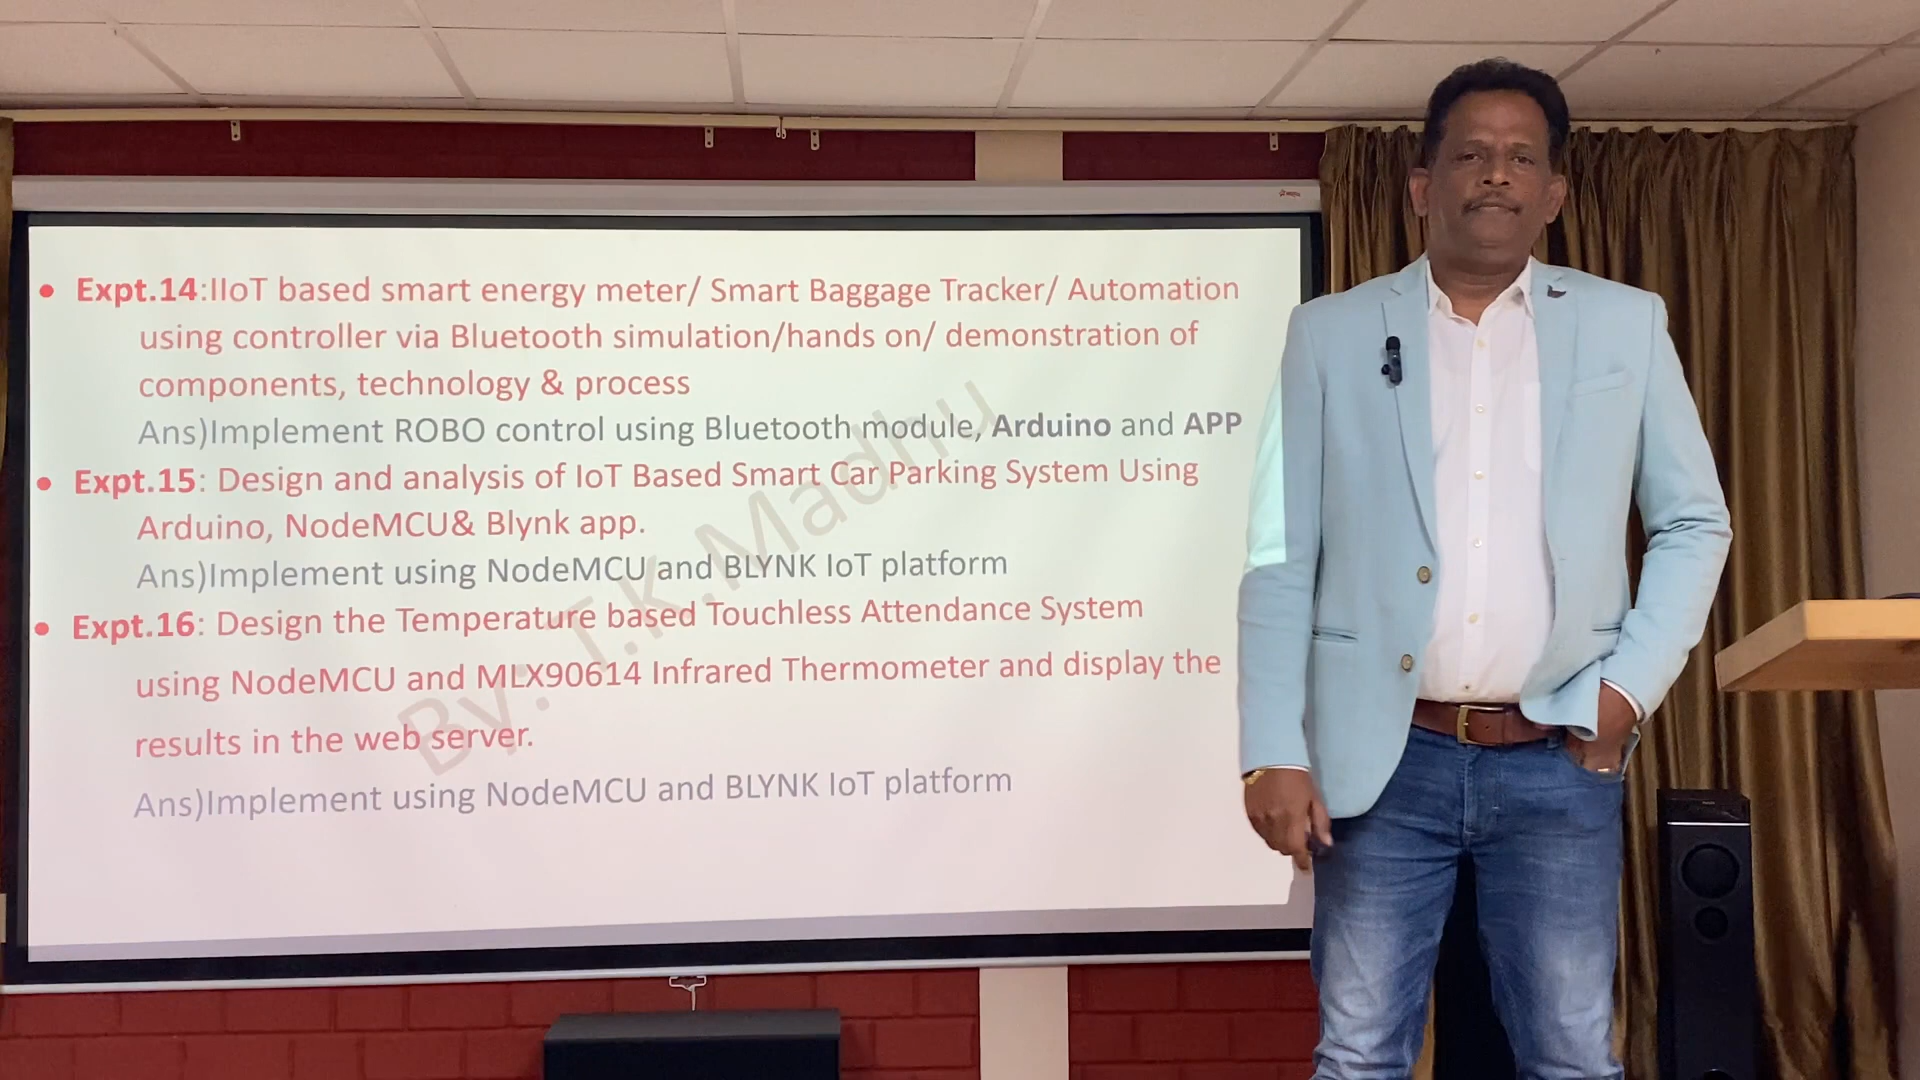 • Expt.14:IIoT based smart energy meter/ Smart Baggage Tracker/ Automation
using controller via Bluetooth simulation/hands on/ demonstration of
components, technology & process
Ans)Implement ROBO control using Bluetooth module, Arduino and APP
• Expt.15: Design and analysis of IoT Based Smart Car Parking System Using
Arduino, NodeMCU& Blynk app.
Ans)Implement using NodeMCU and BLYNK IoT platform
• Expt.16: Design the Temperature based Touchless Attendance System
using NodeMCU and MLX90614 Infrared Thermometer and display the
results in the web server.
Ans)Implement using NodeMCU and BLYNK IoT platform
By: T.K.Madhu